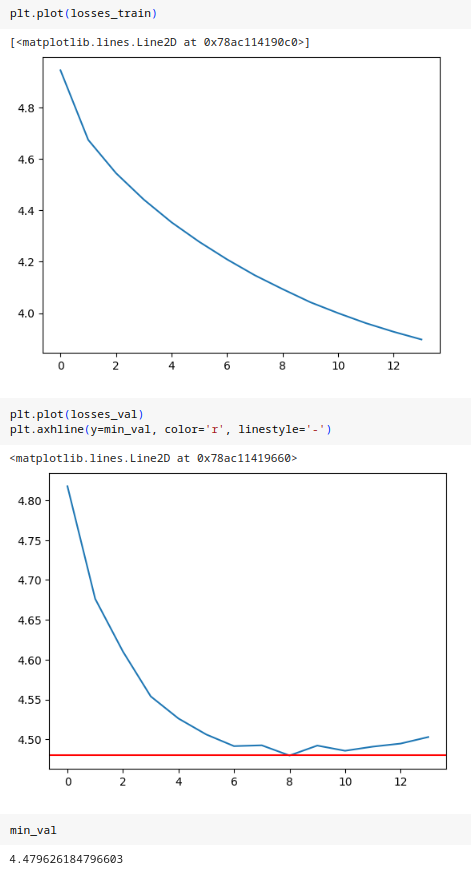 plt.plot(losses_train)
[<matplotlib.lines.Line2D at 0x78ac114190c0>]
4.8
4.6
4.4
4.2
4.0
0 2 4 6 8 10 12
plt.plot(losses_val)
plt.axhline(y=min_val, color='r', linestyle='-')
<matplotlib.lines.Line2D at 0x78ac11419660>
4.80
4.75
4.70
4.65
4.60
4.55
4.50
0 2 4 6 8 10 12
min_val
4.479626184796603